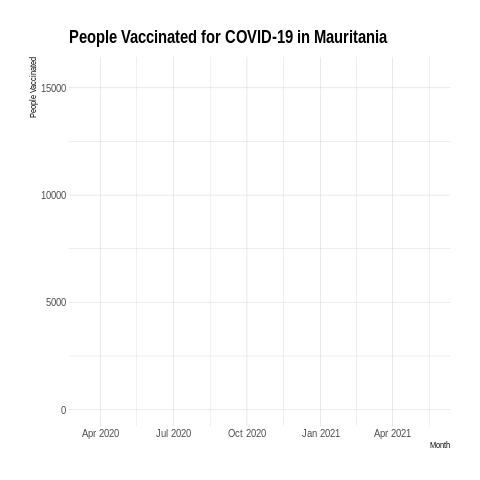 People Vaccinated for COVID-19 in Mauritania
People Vaccinated
15000
10000
5000
0
Apr 2020 Jul 2020 Oct 2020 Jan 2021 Apr 2021
Month